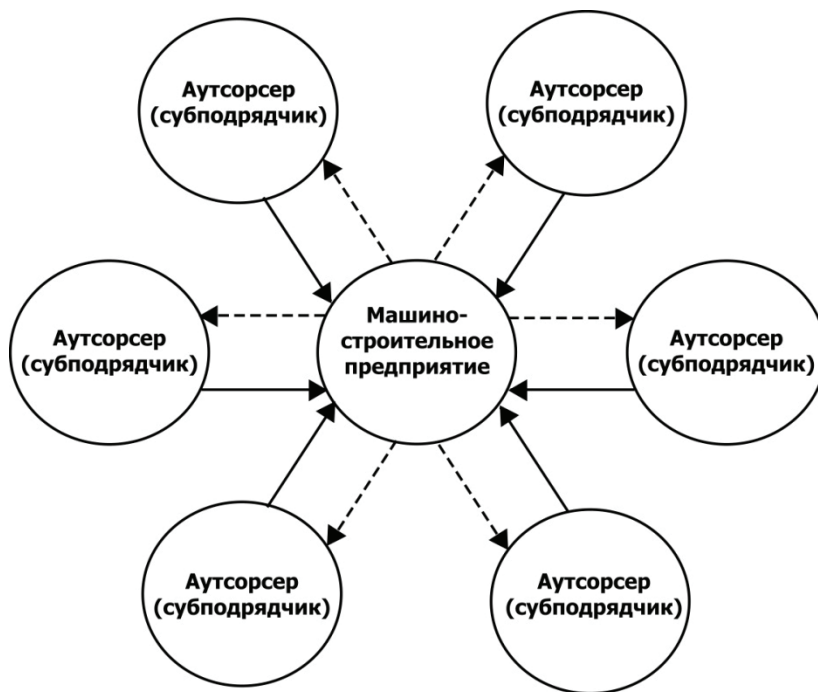 Аутсорсер
(субподрядчик)
Аутсорсер
(субподрядчик)
Аутсорсер
(субподрядчик)
Машино-
строительное
предприятие
Аутсорсер
(субподрядчик)
Аутсорсер
(субподрядчик)
Аутсорсер
(субподрядчик)